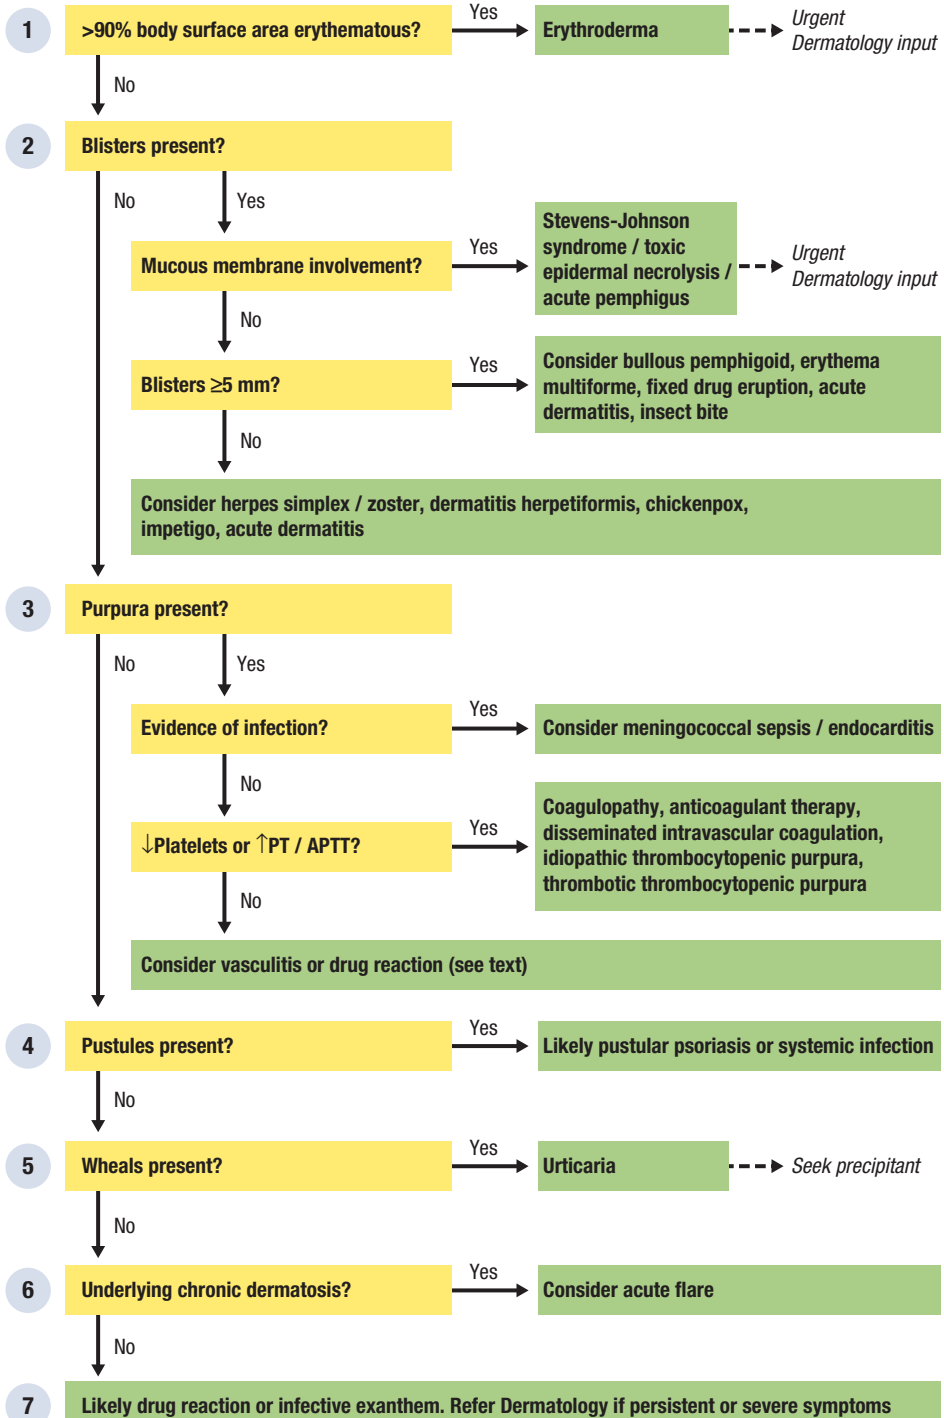 1
>90% body surface area erythematous?
Yes
Erythroderma
Urgent
Dermatology input
No
2
Blisters present?
No
Yes
Mucous membrane involvement?
Yes
Stevens-Johnson
syndrome / toxic
epidermal necrolysis /
acute pemphigus
Urgent
Dermatology input
No
Blisters ≥5 mm?
Yes
Consider bullous pemphigoid, erythema
multiforme, fixed drug eruption, acute
dermatitis, insect bite
No
Consider herpes simplex / zoster, dermatitis herpetiformis, chickenpox,
impetigo, acute dermatitis
3
Purpura present?
No
Yes
Evidence of infection?
Yes
Consider meningococcal sepsis / endocarditis
No
↓Platelets or ↑PT / APTT?
Yes
Coagulopathy, anticoagulant therapy,
disseminated intravascular coagulation,
idiopathic thrombocytopenic purpura,
thrombotic thrombocytopenic purpura
No
Consider vasculitis or drug reaction (see text)
4
Pustules present?
Yes
Likely pustular psoriasis or systemic infection
No
5
Wheals present?
Yes
Urticaria
Seek precipitant
No
6
Underlying chronic dermatosis?
Yes
Consider acute flare
No
7
Likely drug reaction or infective exanthem. Refer Dermatology if persistent or severe symptoms